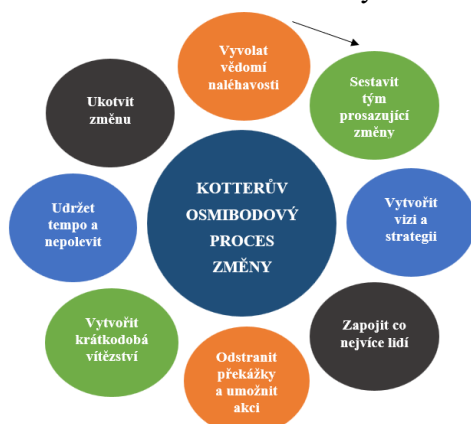 Vyvolat
vědomí
naléhavosti
Sestavit
tým
prosazující
změny
Vytvořit
vizi a
strategii
Zapojit co
nejvíce lidí
Odstranit
překážky
a umožnit
akci
Vytvořit
krátkodobá
vítězství
Udržet
tempo a
nepolevit
Ukotvit
změnu
KOTTERŮV
OSMIBODOVÝ
PROCES
ZMĚNY